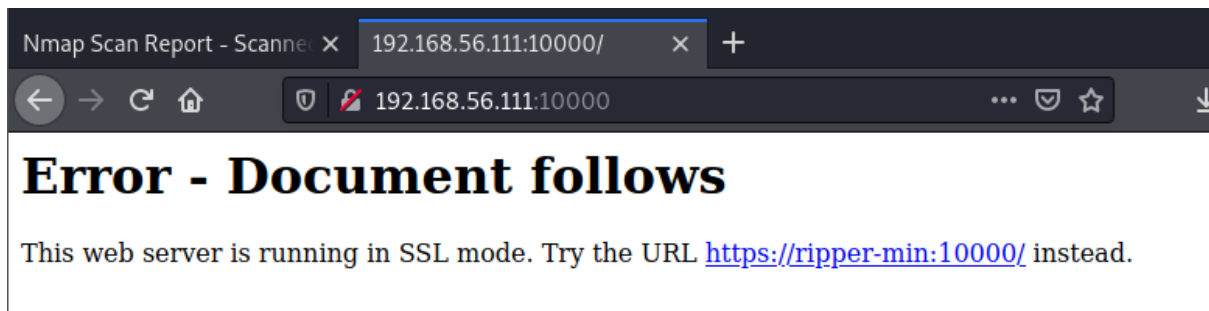 Nmap Scan Report - Scanne
192.168.56.111:10000/
192.168.56.111:10000
Error - Document follows
This web server is running in SSL mode. Try the URL https://ripper-min:10000/ instead.